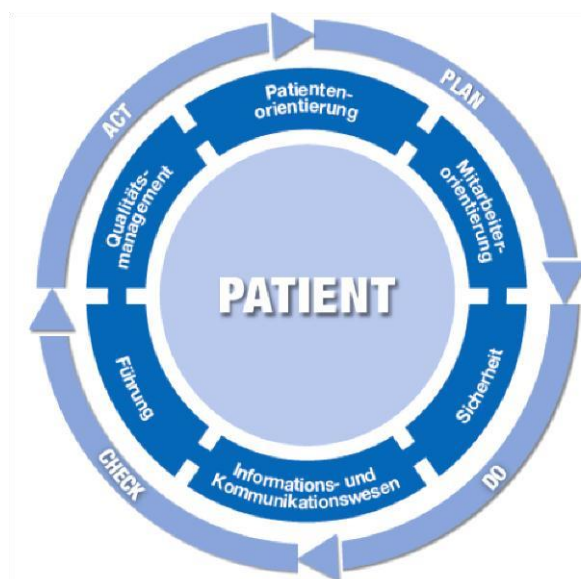 PLAN
DO
CHECK
ACT
Patienten-
orientierung
Mitarbeiter-
orientierung
Sicherheit
Informations- und
Kommunikationswesen
Führung
Qualitäts-
management
PATIENT